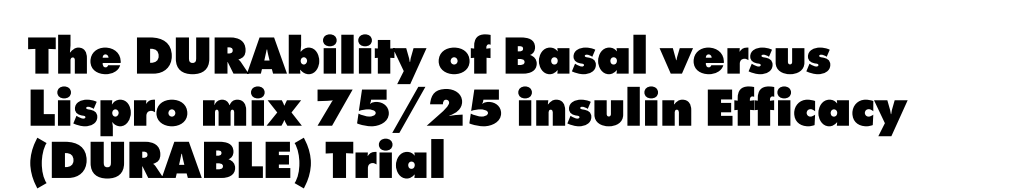 The DURAbility of Basal versus
Lispro mix 75/25 insulin Efficacy
(DURABLE) Trial